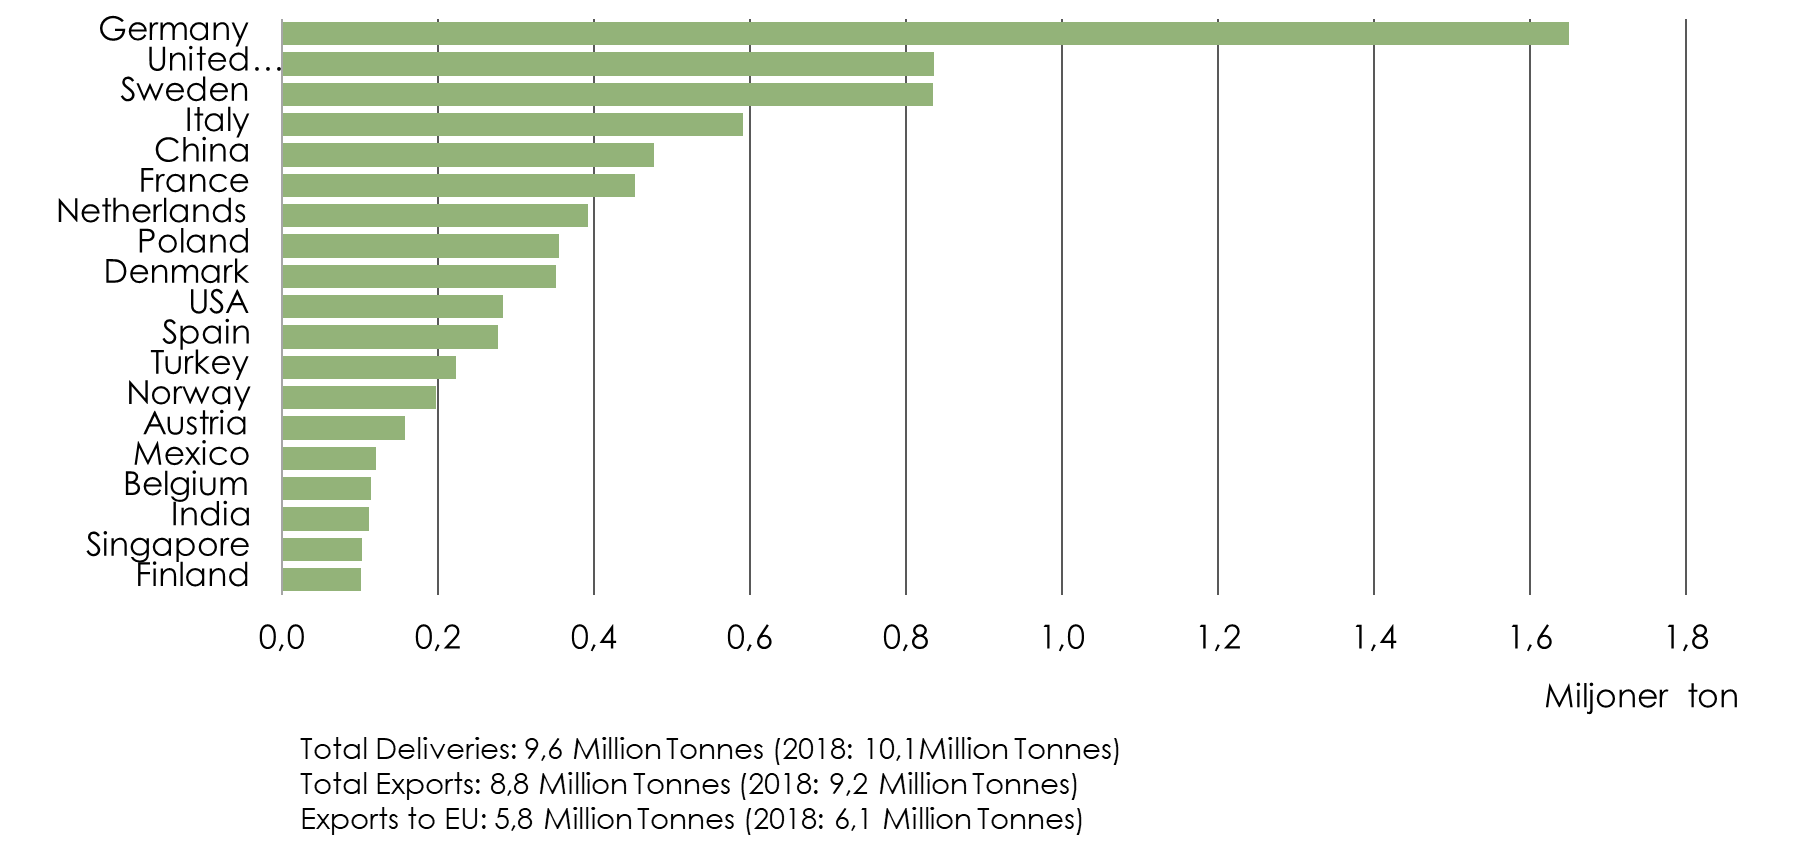 Germany
United…
Sweden
Italy
China
France
Netherlands
Poland
Denmark
USA
Spain
Turkey
Norway
Austria
Mexico
Belgium
India
Singapore
Finland
0,0 0,2 0,4 0,6 0,8 1,0 1,2 1,4 1,6 1,8
Miljoner ton
Total Deliveries: 9,6 Million Tonnes (2018: 10,1Million Tonnes)
Total Exports: 8,8 Million Tonnes (2018: 9,2 Million Tonnes)
Exports to EU: 5,8 Million Tonnes (2018: 6,1 Million Tonnes)